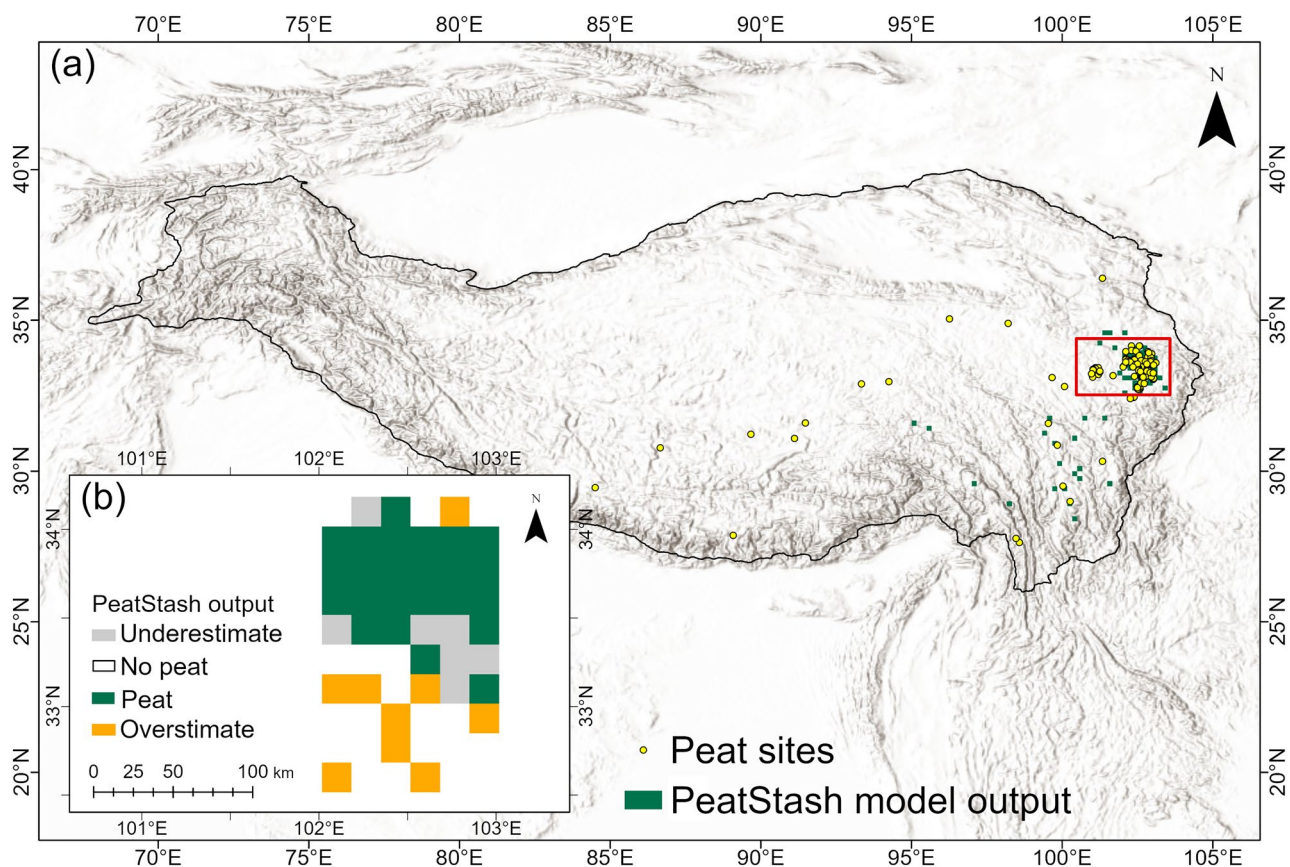 70°E 75°E 80°E 85°E 90°E 95°E 100°E 105°E
(a)
N
40°N 40°N
35°N 35°N
30°N 30°N
25°N 25°N
20°N 20°N
101°E 102°E 103°E
(b)
N
34°N 34°N
33°N 33°N
PeatStash output
Underestimate
No peat
Peat
Overestimate
0 25 50 100 km
101°E 102°E 103°E
Peat sites
PeatStash model output
70°E 75°E 80°E 85°E 90°E 95°E 100°E 105°E